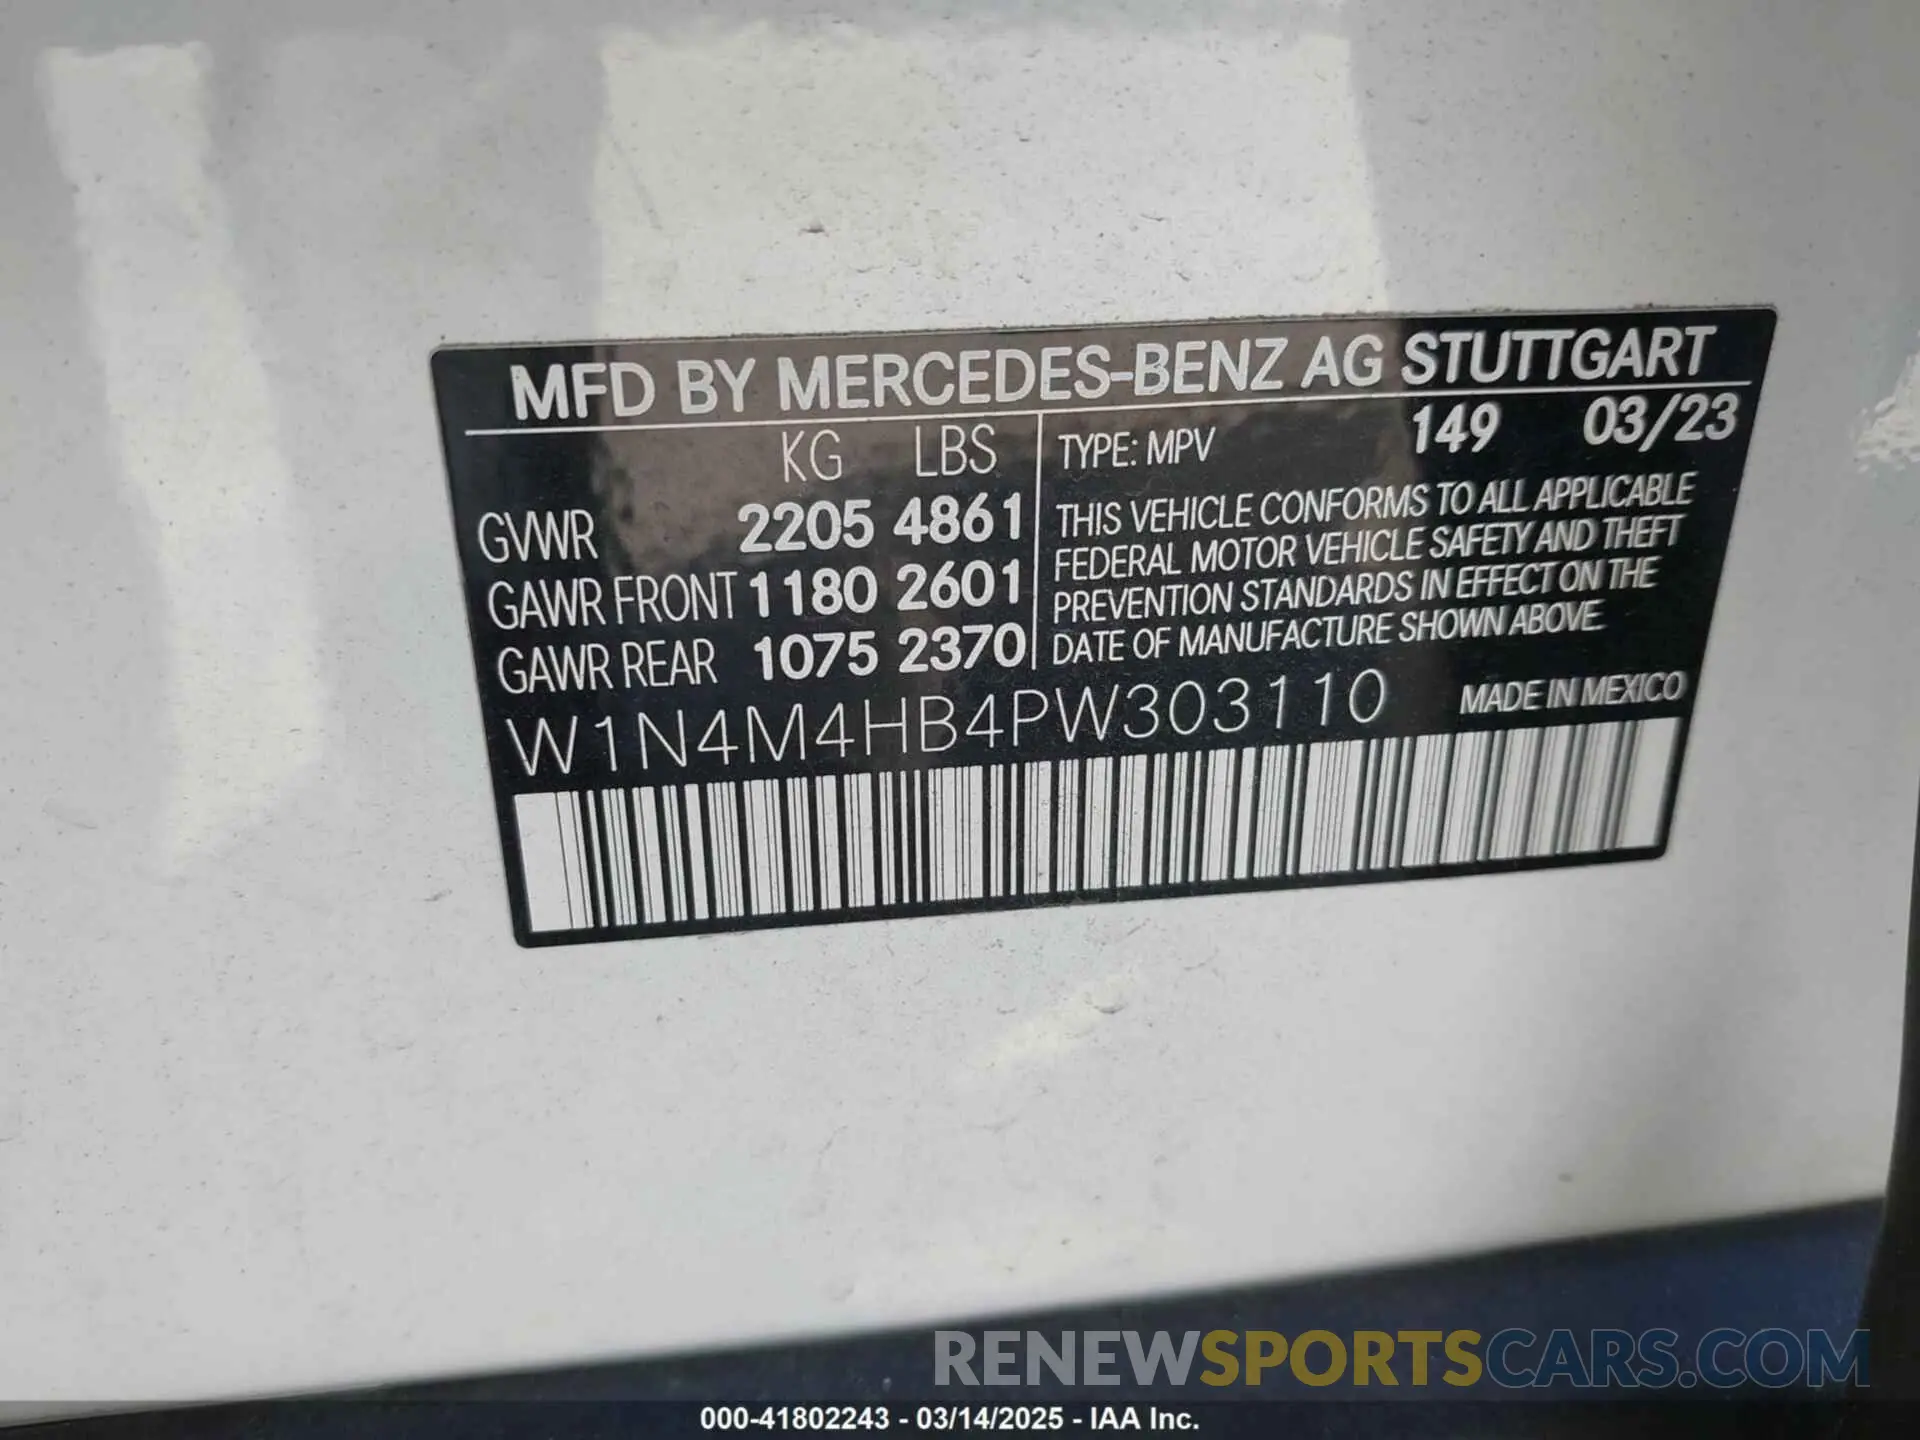 MFD BY MERCEDES-BENZ AG STUTTGART
KG LBS
GVWR 2205 4861
GAWR FRONT 1180 2601
GAWR REAR 1075 2370
TYPE: MPV 149 03/23
THIS VEHICLE CONFORMS TO ALL APPLICABLE
FEDERAL MOTOR VEHICLE SAFETY AND THEFT
PREVENTION STANDARDS IN EFFECT ON THE
DATE OF MANUFACTURE SHOWN ABOVE.
W1N4M4HB4PW303110 MADE IN MEXICO
RENEWSPORTSCARS.COM
000-41802243 - 03/14/2025 - IAA Inc.